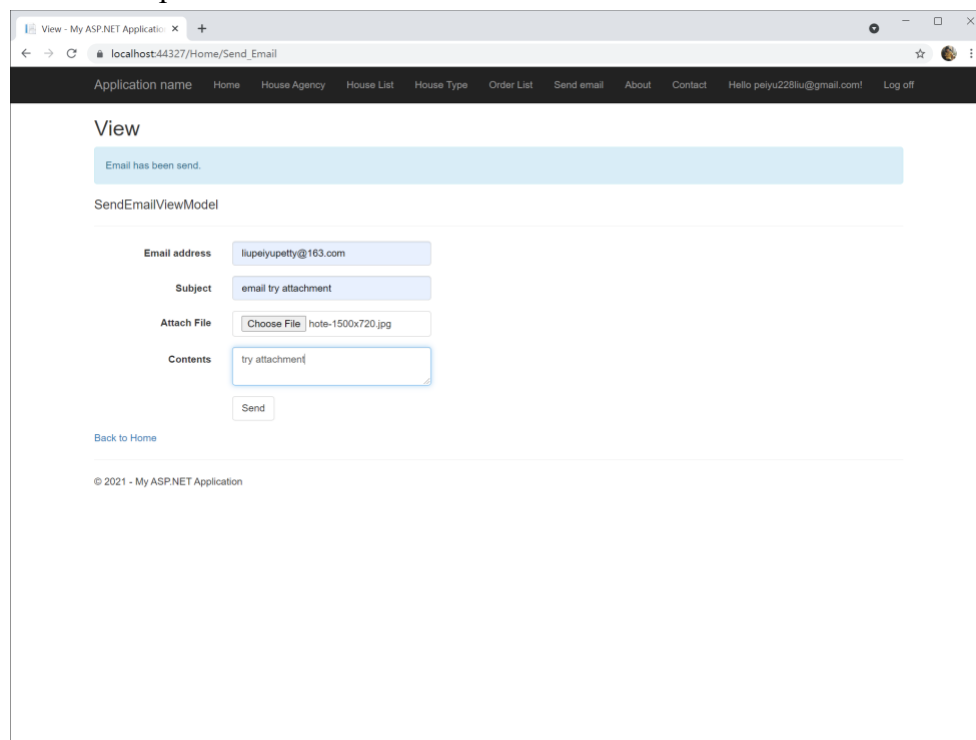 View - My ASP.NET Applicatio
localhost:44327/Home/Send_Email
Application name Home House Agency House List House Type Order List Send email About Contact Hello peiyu228liu@gmail.com! Log off
View
Email has been send.
SendEmailViewModel
Email address liupeiyupetty@163.com
Subject email try attachment
Attach File Choose File hote-1500x720.jpg
Contents try attachment
Send
Back to Home
© 2021 - My ASP.NET Application